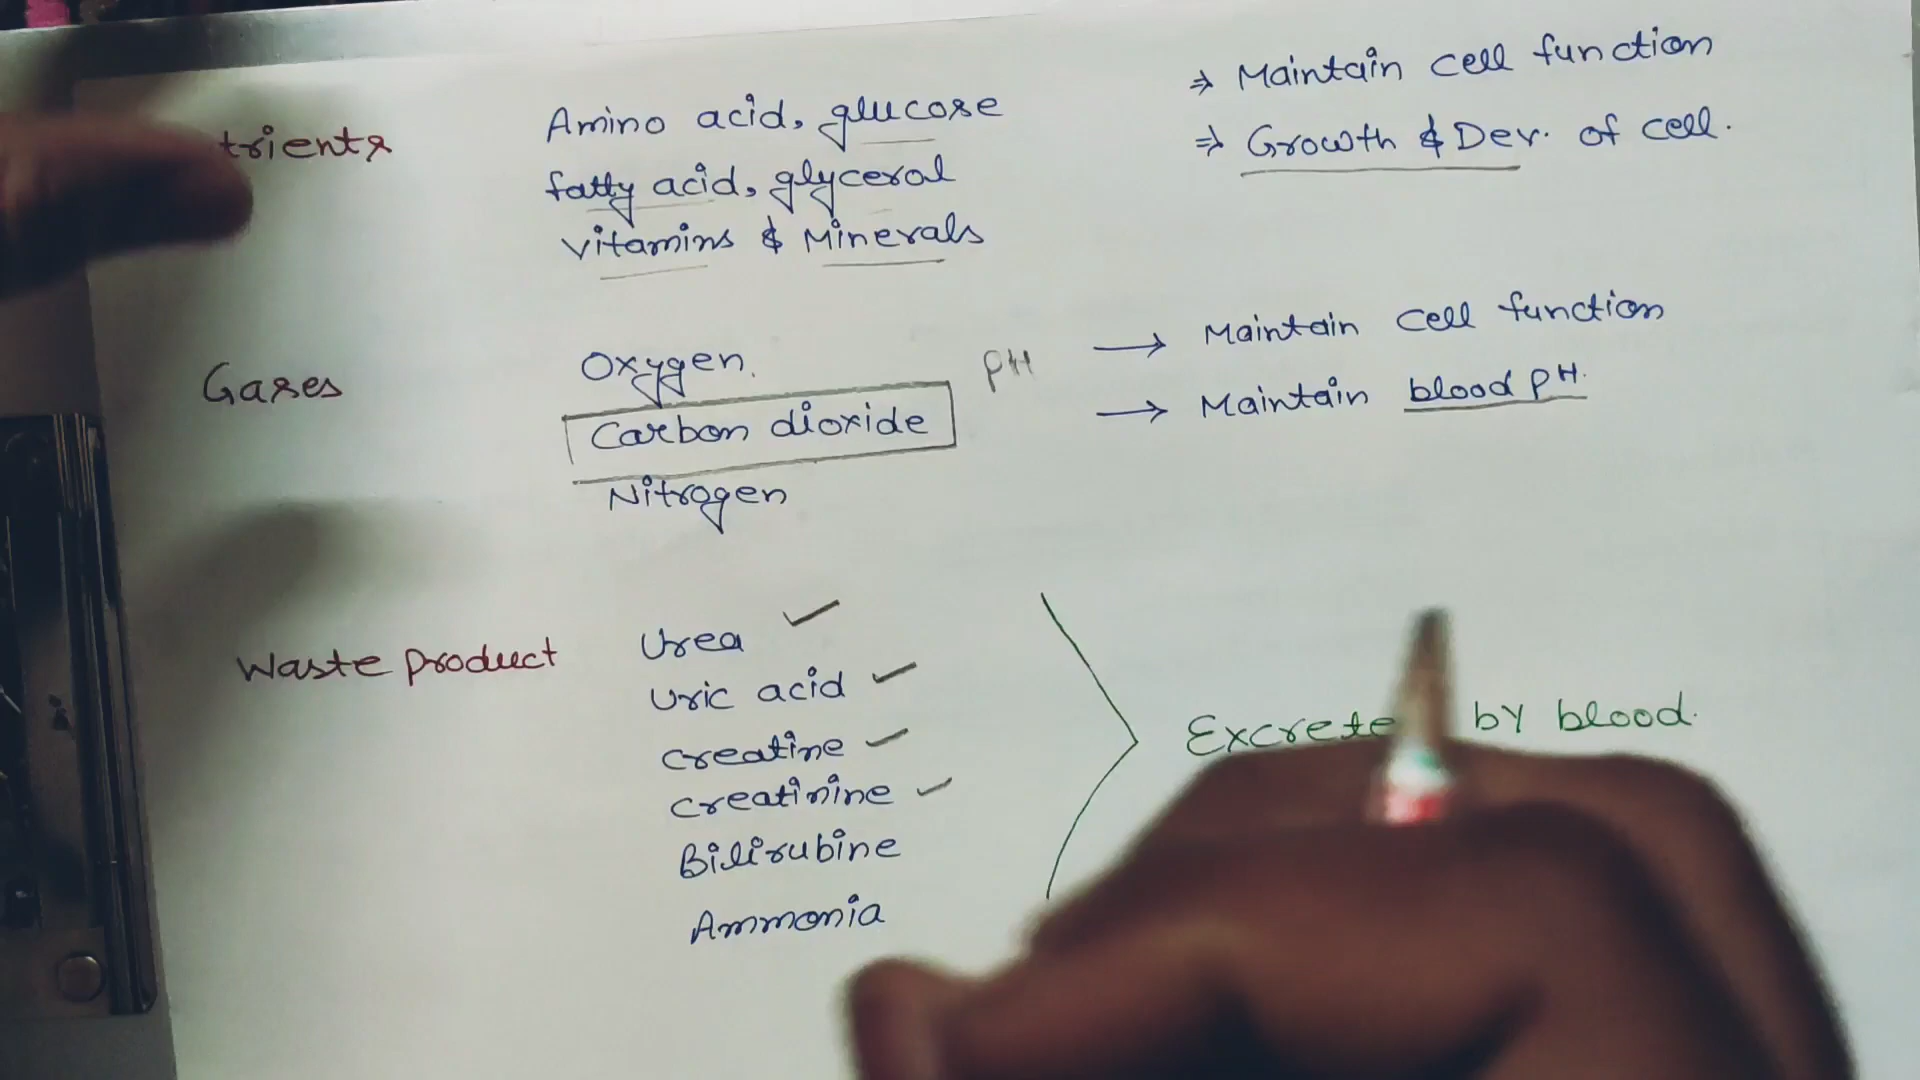 trients
Amino acid, glucose
fatty acid, glyceral
vitamins & Minerals
⇒ Maintain cell function
⇒ Growth & Dev. of cell.
Gases
Oxygen.
Carbon dioxide
Nitrogen
PH
→ Maintain cell function
→ Maintain blood PH.
Waste product
Urea ✓
Uric acid ✓
creatine ✓
creatinine ✓
Bilirubine
Ammonia
Excrete by blood.